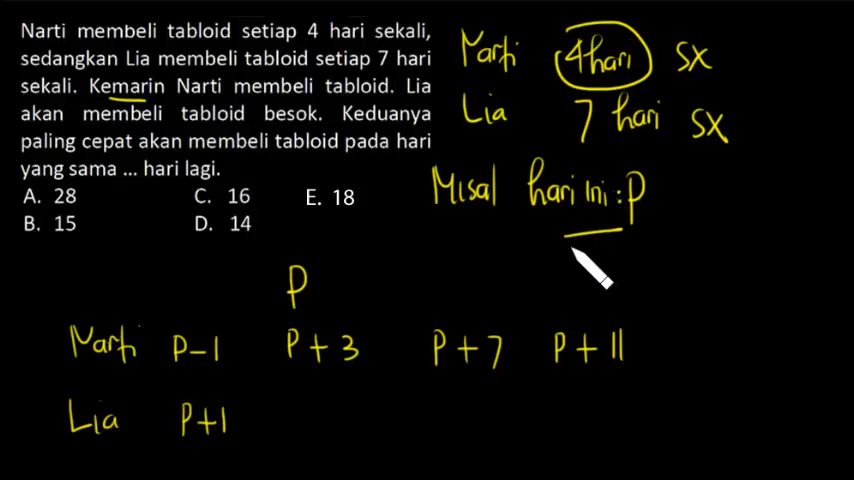 Narti membeli tabloid setiap 4 hari sekali,
sedangkan Lia membeli tabloid setiap 7 hari
sekali. Kemarin Narti membeli tabloid. Lia
akan membeli tabloid besok. Keduanya
paling cepat akan membeli tabloid pada hari
yang sama ... hari lagi.
A. 28 C. 16 E. 18
B. 15 D. 14
Narti 4 hari SX
Lia 7 hari SX
Misal hari ini : P
P
Narti P-1 P+3 P+7 P+11
Lia P+1